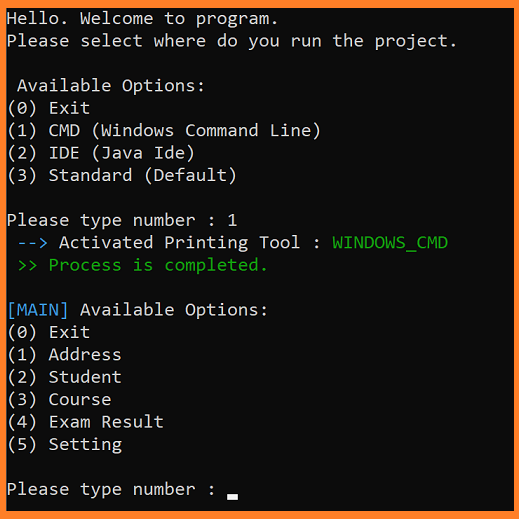 Hello. Welcome to program.
Please select where do you run the project.
Available Options:
(0) Exit
(1) CMD (Windows Command Line)
(2) IDE (Java Ide)
(3) Standard (Default)
Please type number : 1
--> Activated Printing Tool : WINDOWS_CMD
>> Process is completed.
[MAIN] Available Options:
(0) Exit
(1) Address
(2) Student
(3) Course
(4) Exam Result
(5) Setting
Please type number :